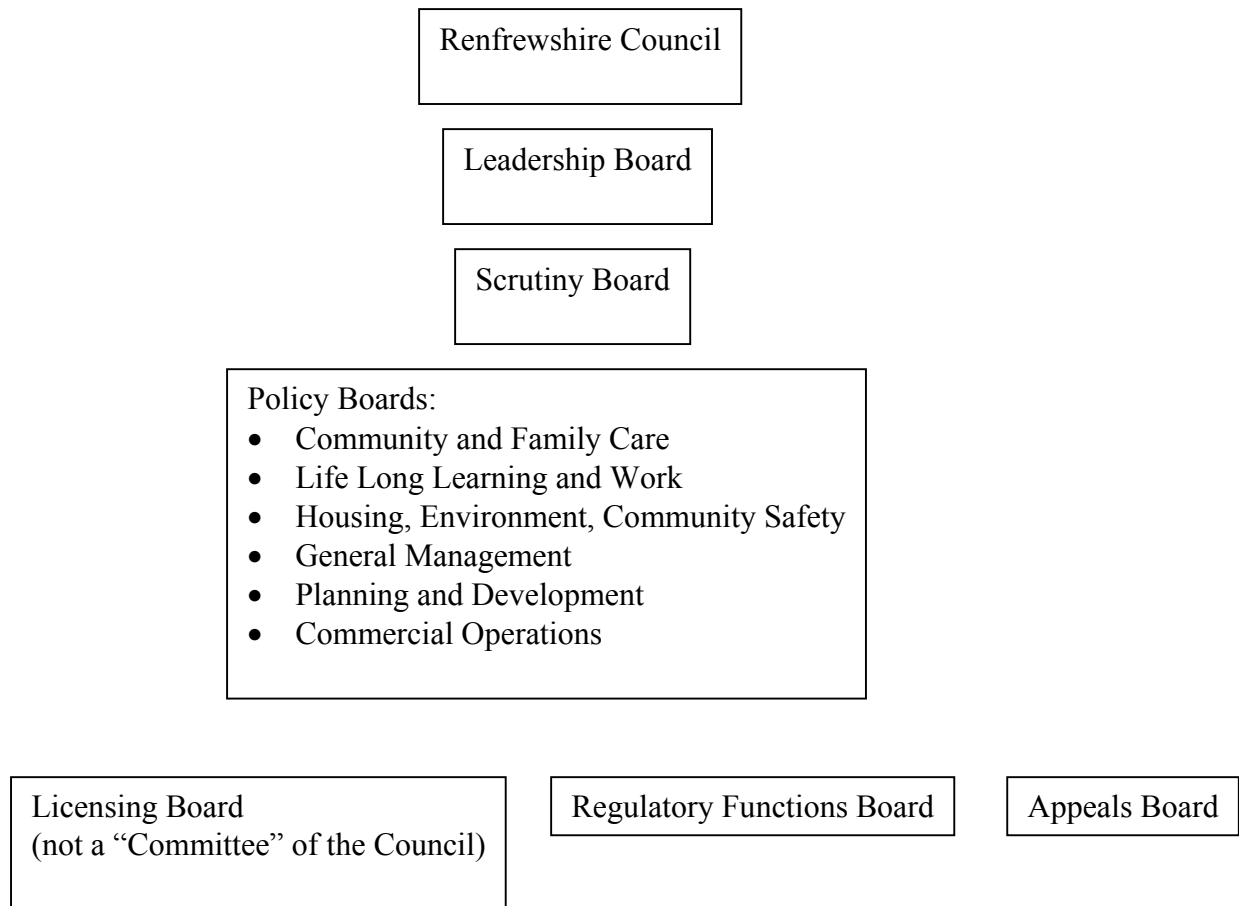 Renfrewshire Council
Leadership Board
Scrutiny Board
Policy Boards:
• Community and Family Care
• Life Long Learning and Work
• Housing, Environment, Community Safety
• General Management
• Planning and Development
• Commercial Operations
Licensing Board
(not a “Committee” of the Council)
Regulatory Functions Board
Appeals Board